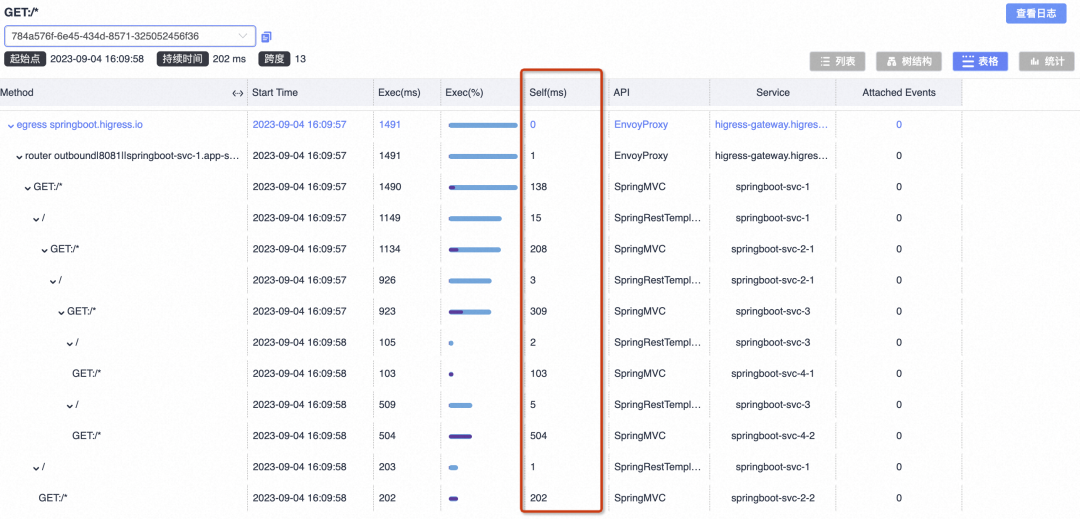 GET:/*
查看日志
784a576f-6e45-434d-8571-325052456f36
起始点 2023-09-04 16:09:58 持续时间 202 ms 跨度 13
列表 树结构 表格 统计
Method Start Time Exec(ms) Exec(%) Self(ms) API Service Attached Events
egress springboot.higress.io 2023-09-04 16:09:57 1491 0 EnvoyProxy higress-gateway.higres... 0
router outbound|8081||springboot-svc-1.app-s... 2023-09-04 16:09:57 1491 1 EnvoyProxy higress-gateway.higres... 0
GET:/* 2023-09-04 16:09:57 1490 138 SpringMVC springboot-svc-1 0
/ 2023-09-04 16:09:57 1149 15 SpringRestTempl... springboot-svc-1 0
GET:/* 2023-09-04 16:09:57 1134 208 SpringMVC springboot-svc-2-1 0
/ 2023-09-04 16:09:57 926 3 SpringRestTempl... springboot-svc-2-1 0
GET:/* 2023-09-04 16:09:57 923 309 SpringMVC springboot-svc-3 0
/ 2023-09-04 16:09:58 105 2 SpringRestTempl... springboot-svc-3 0
GET:/* 2023-09-04 16:09:58 103 103 SpringMVC springboot-svc-4-1 0
/ 2023-09-04 16:09:58 509 5 SpringRestTempl... springboot-svc-3 0
GET:/* 2023-09-04 16:09:58 504 504 SpringMVC springboot-svc-4-2 0
/ 2023-09-04 16:09:58 203 1 SpringRestTempl... springboot-svc-1 0
GET:/* 2023-09-04 16:09:58 202 202 SpringMVC springboot-svc-2-2 0